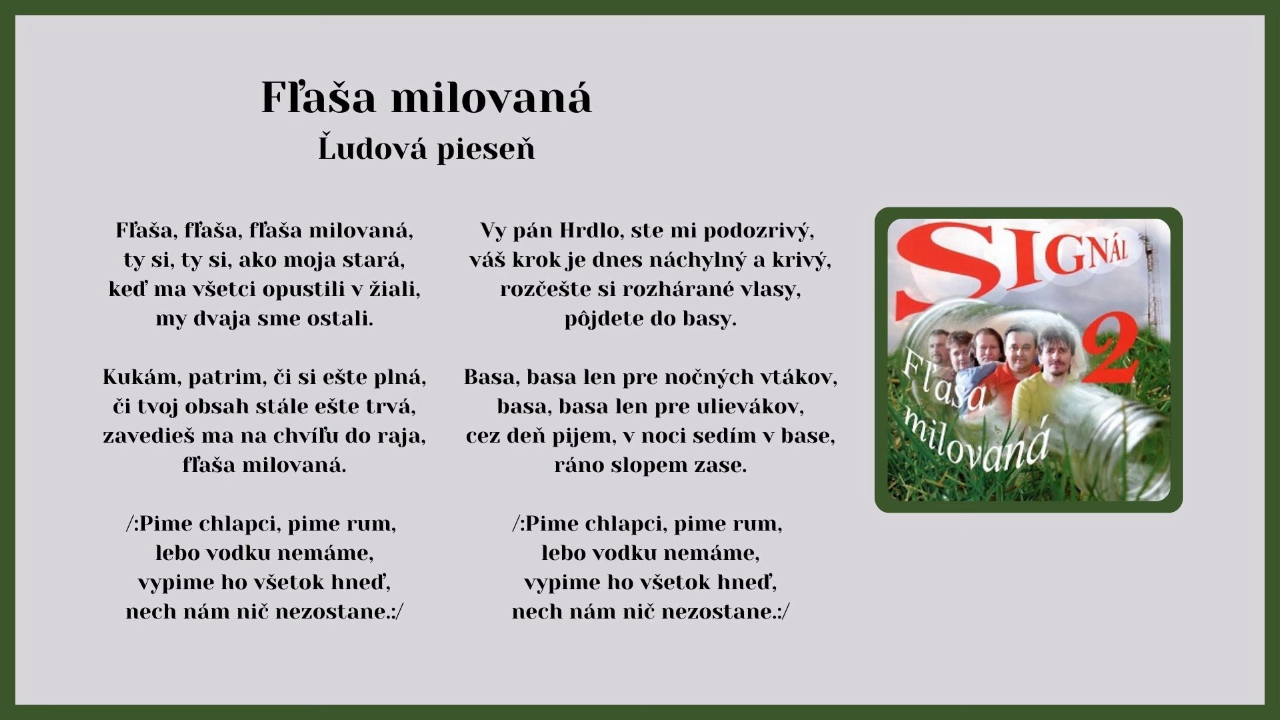 Fľaša milovaná
Ľudová pieseň
Fľaša, fľaša, fľaša milovaná,
ty si, ty si, ako moja stará,
keď ma všetci opustili v žiali,
my dvaja sme ostali.
Kukám, patrim, či si ešte plná,
či tvoj obsah stále ešte trvá,
zavedieš ma na chvíľu do raja,
fľaša milovaná.
/:Pime chlapci, pime rum,
lebo vodku nemáme,
vypime ho všetok hneď,
nech nám nič nezostane.:/
Vy pán Hrdlo, ste mi podozrivý,
váš krok je dnes náchylný a krivý,
rozčešte si rozhárané vlasy,
pôjdete do basy.
Basa, basa len pre nočných vtákov,
basa, basa len pre ulievákov,
cez deň pijem, v noci sedím v base,
ráno slopem zase.
/:Pime chlapci, pime rum,
lebo vodku nemáme,
vypime ho všetok hneď,
nech nám nič nezostane.:/
SIGNÁL
2
Fľaša
milovaná